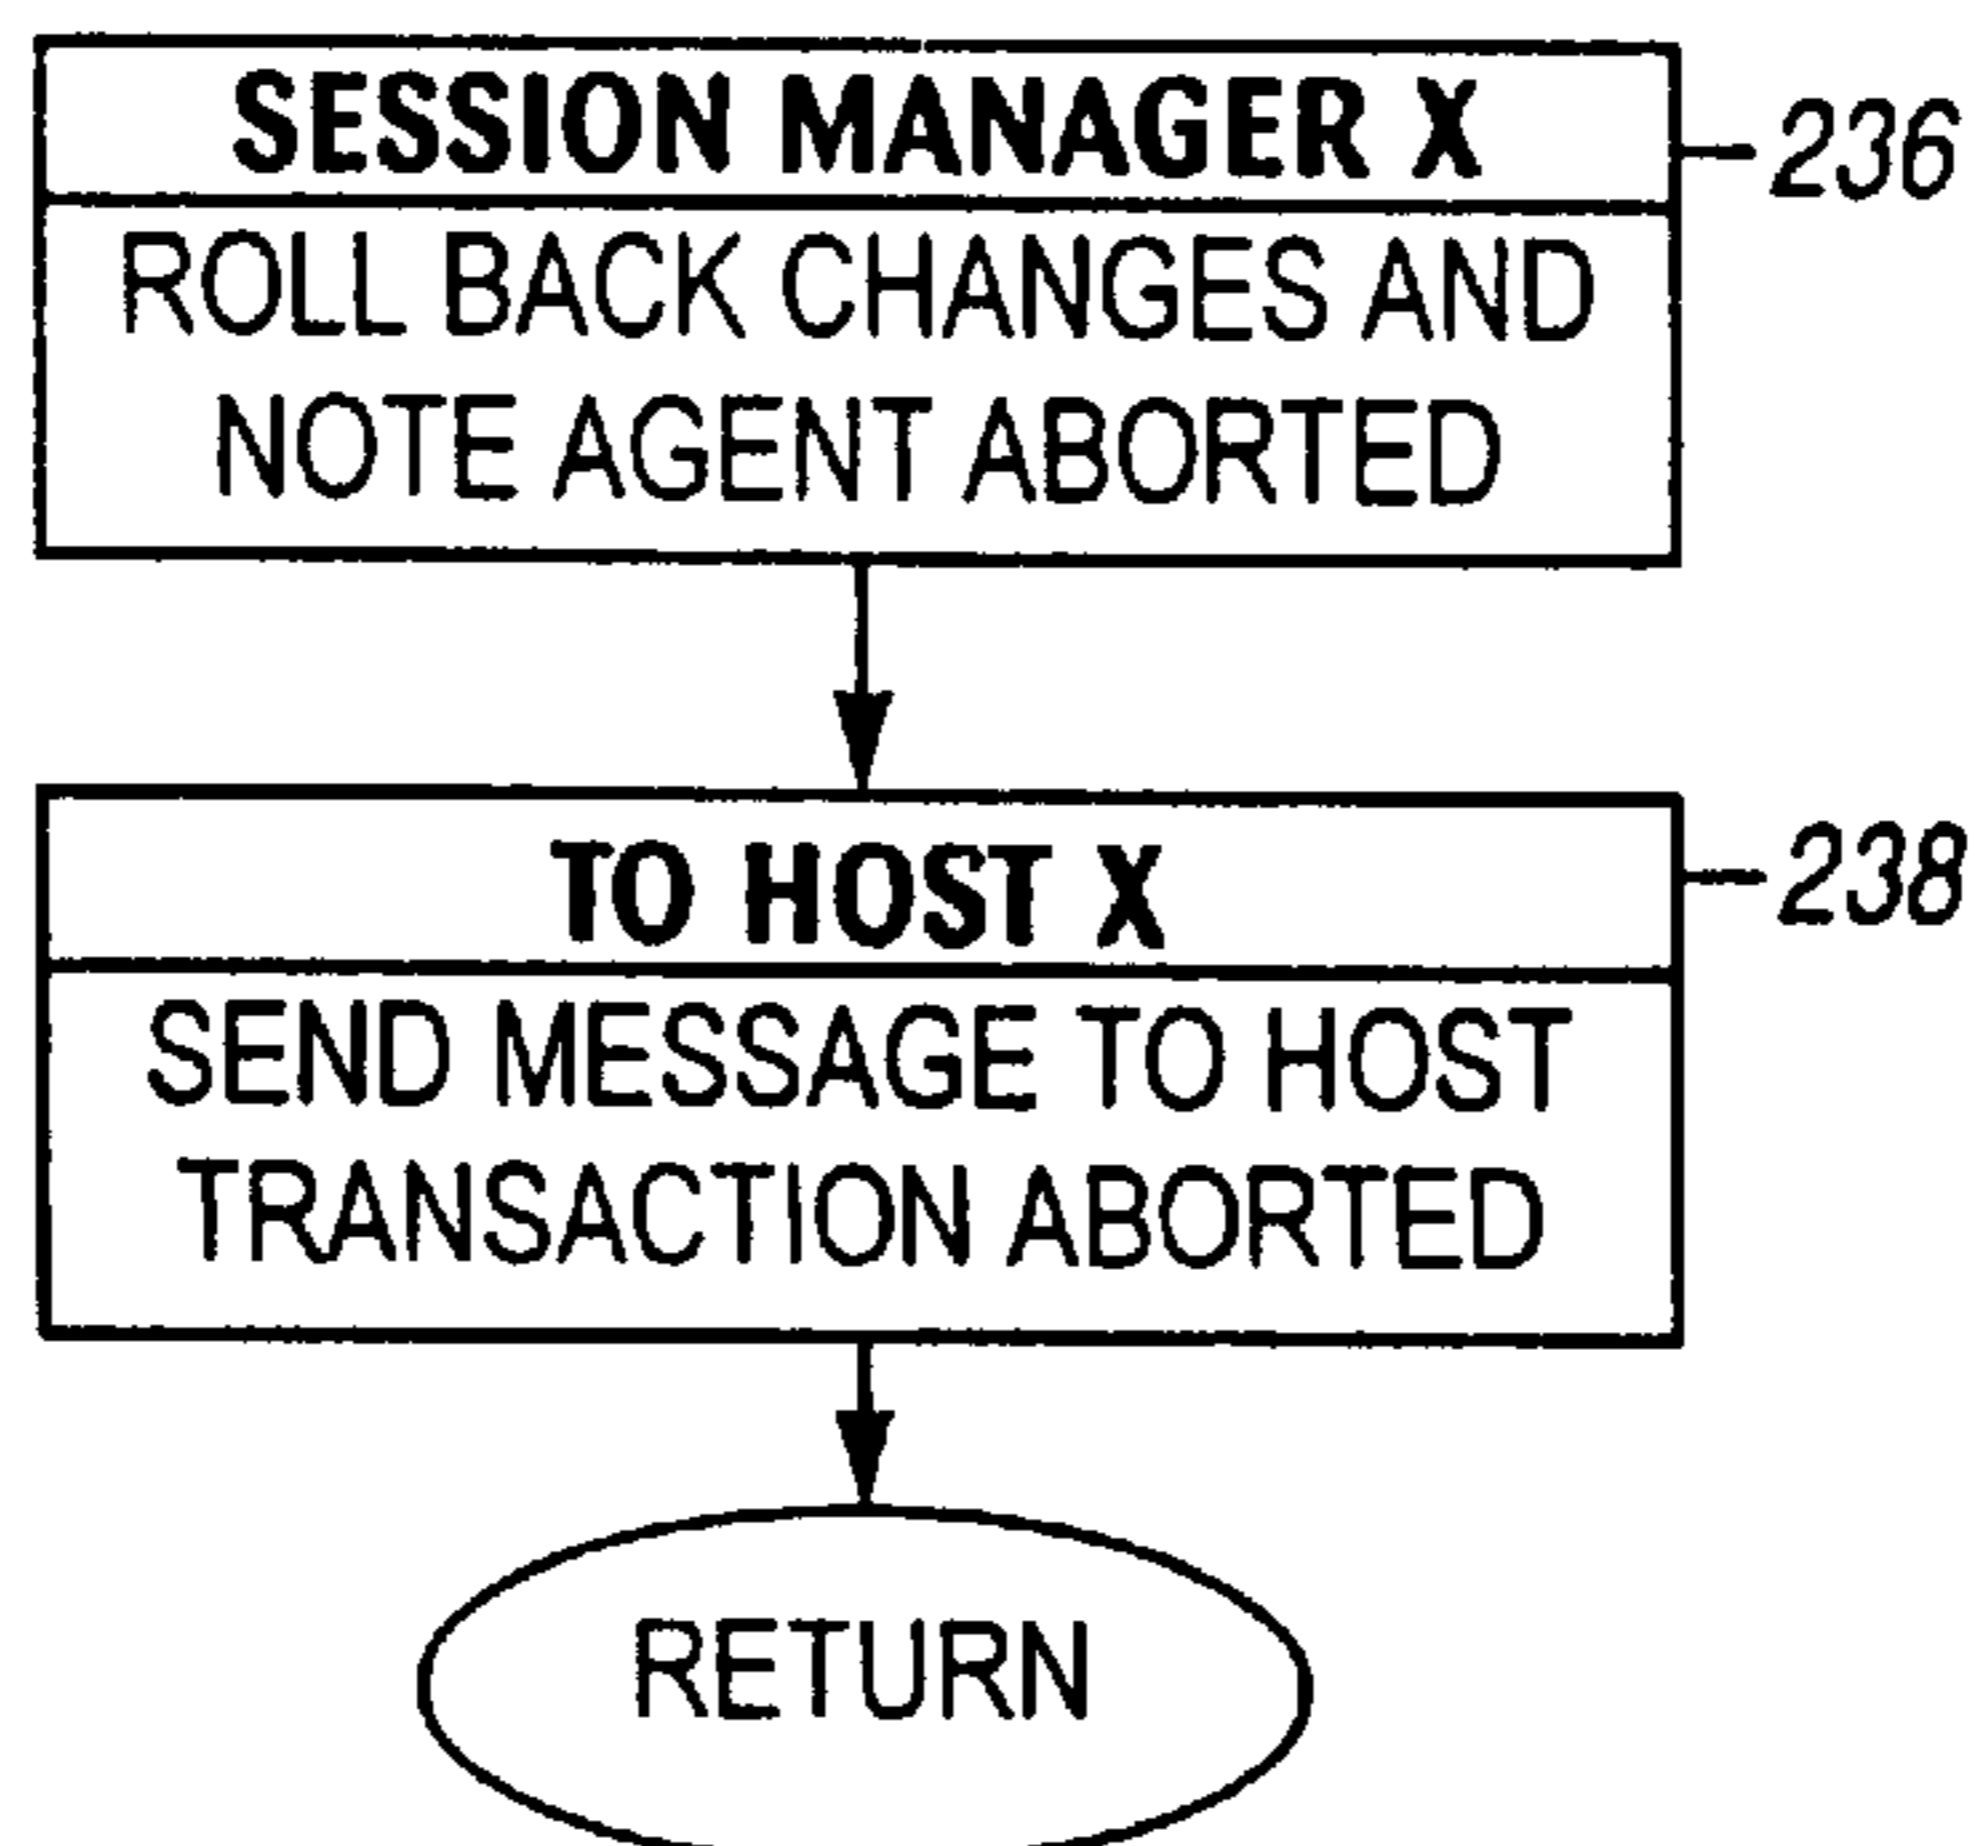 SESSION MANAGER X
236
ROLL BACK CHANGES AND
NOTE AGENT ABORTED
TO HOST X
238
SEND MESSAGE TO HOST
TRANSACTION ABORTED
RETURN